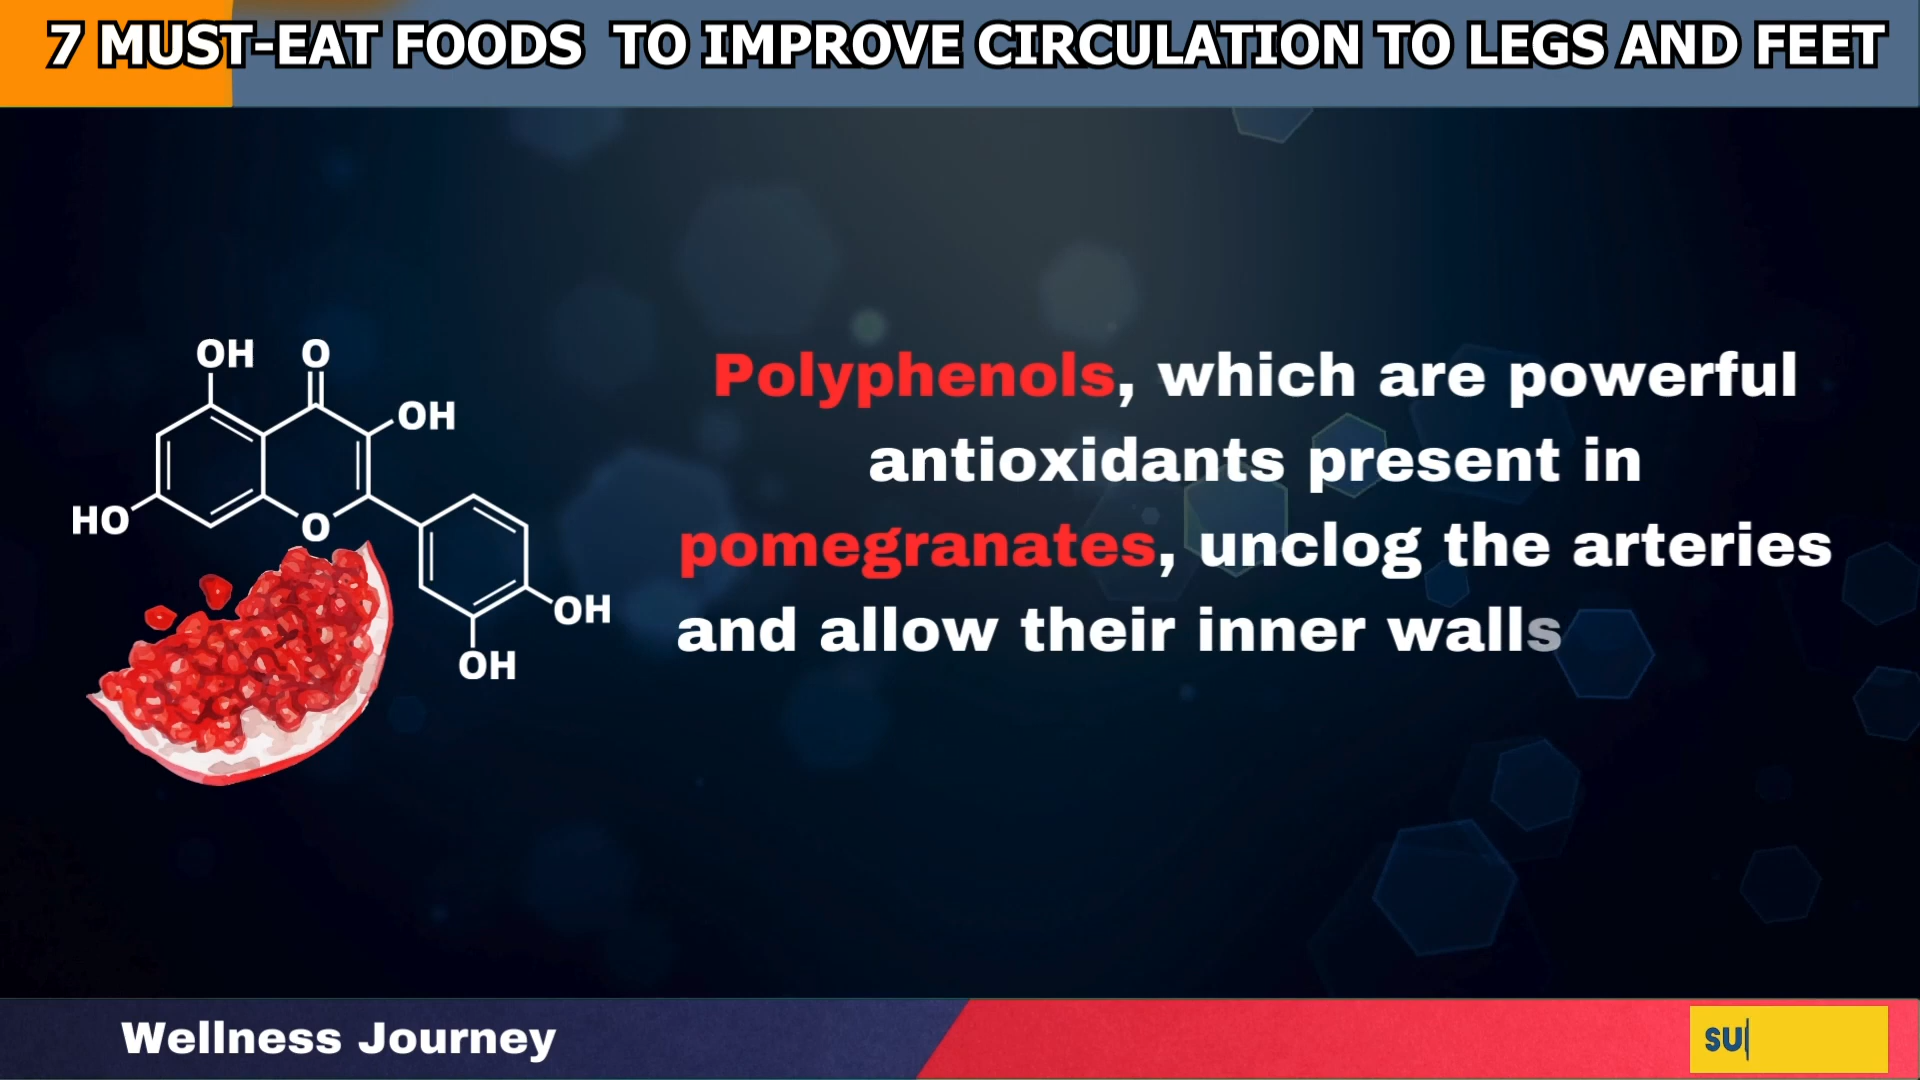 7 MUST-EAT FOODS TO IMPROVE CIRCULATION TO LEGS AND FEET
OH
O
OH
HO
O
OH
OH
Polyphenols, which are powerful
antioxidants present in
pomegranates, unclog the arteries
and allow their inner walls
Wellness Journey
SU